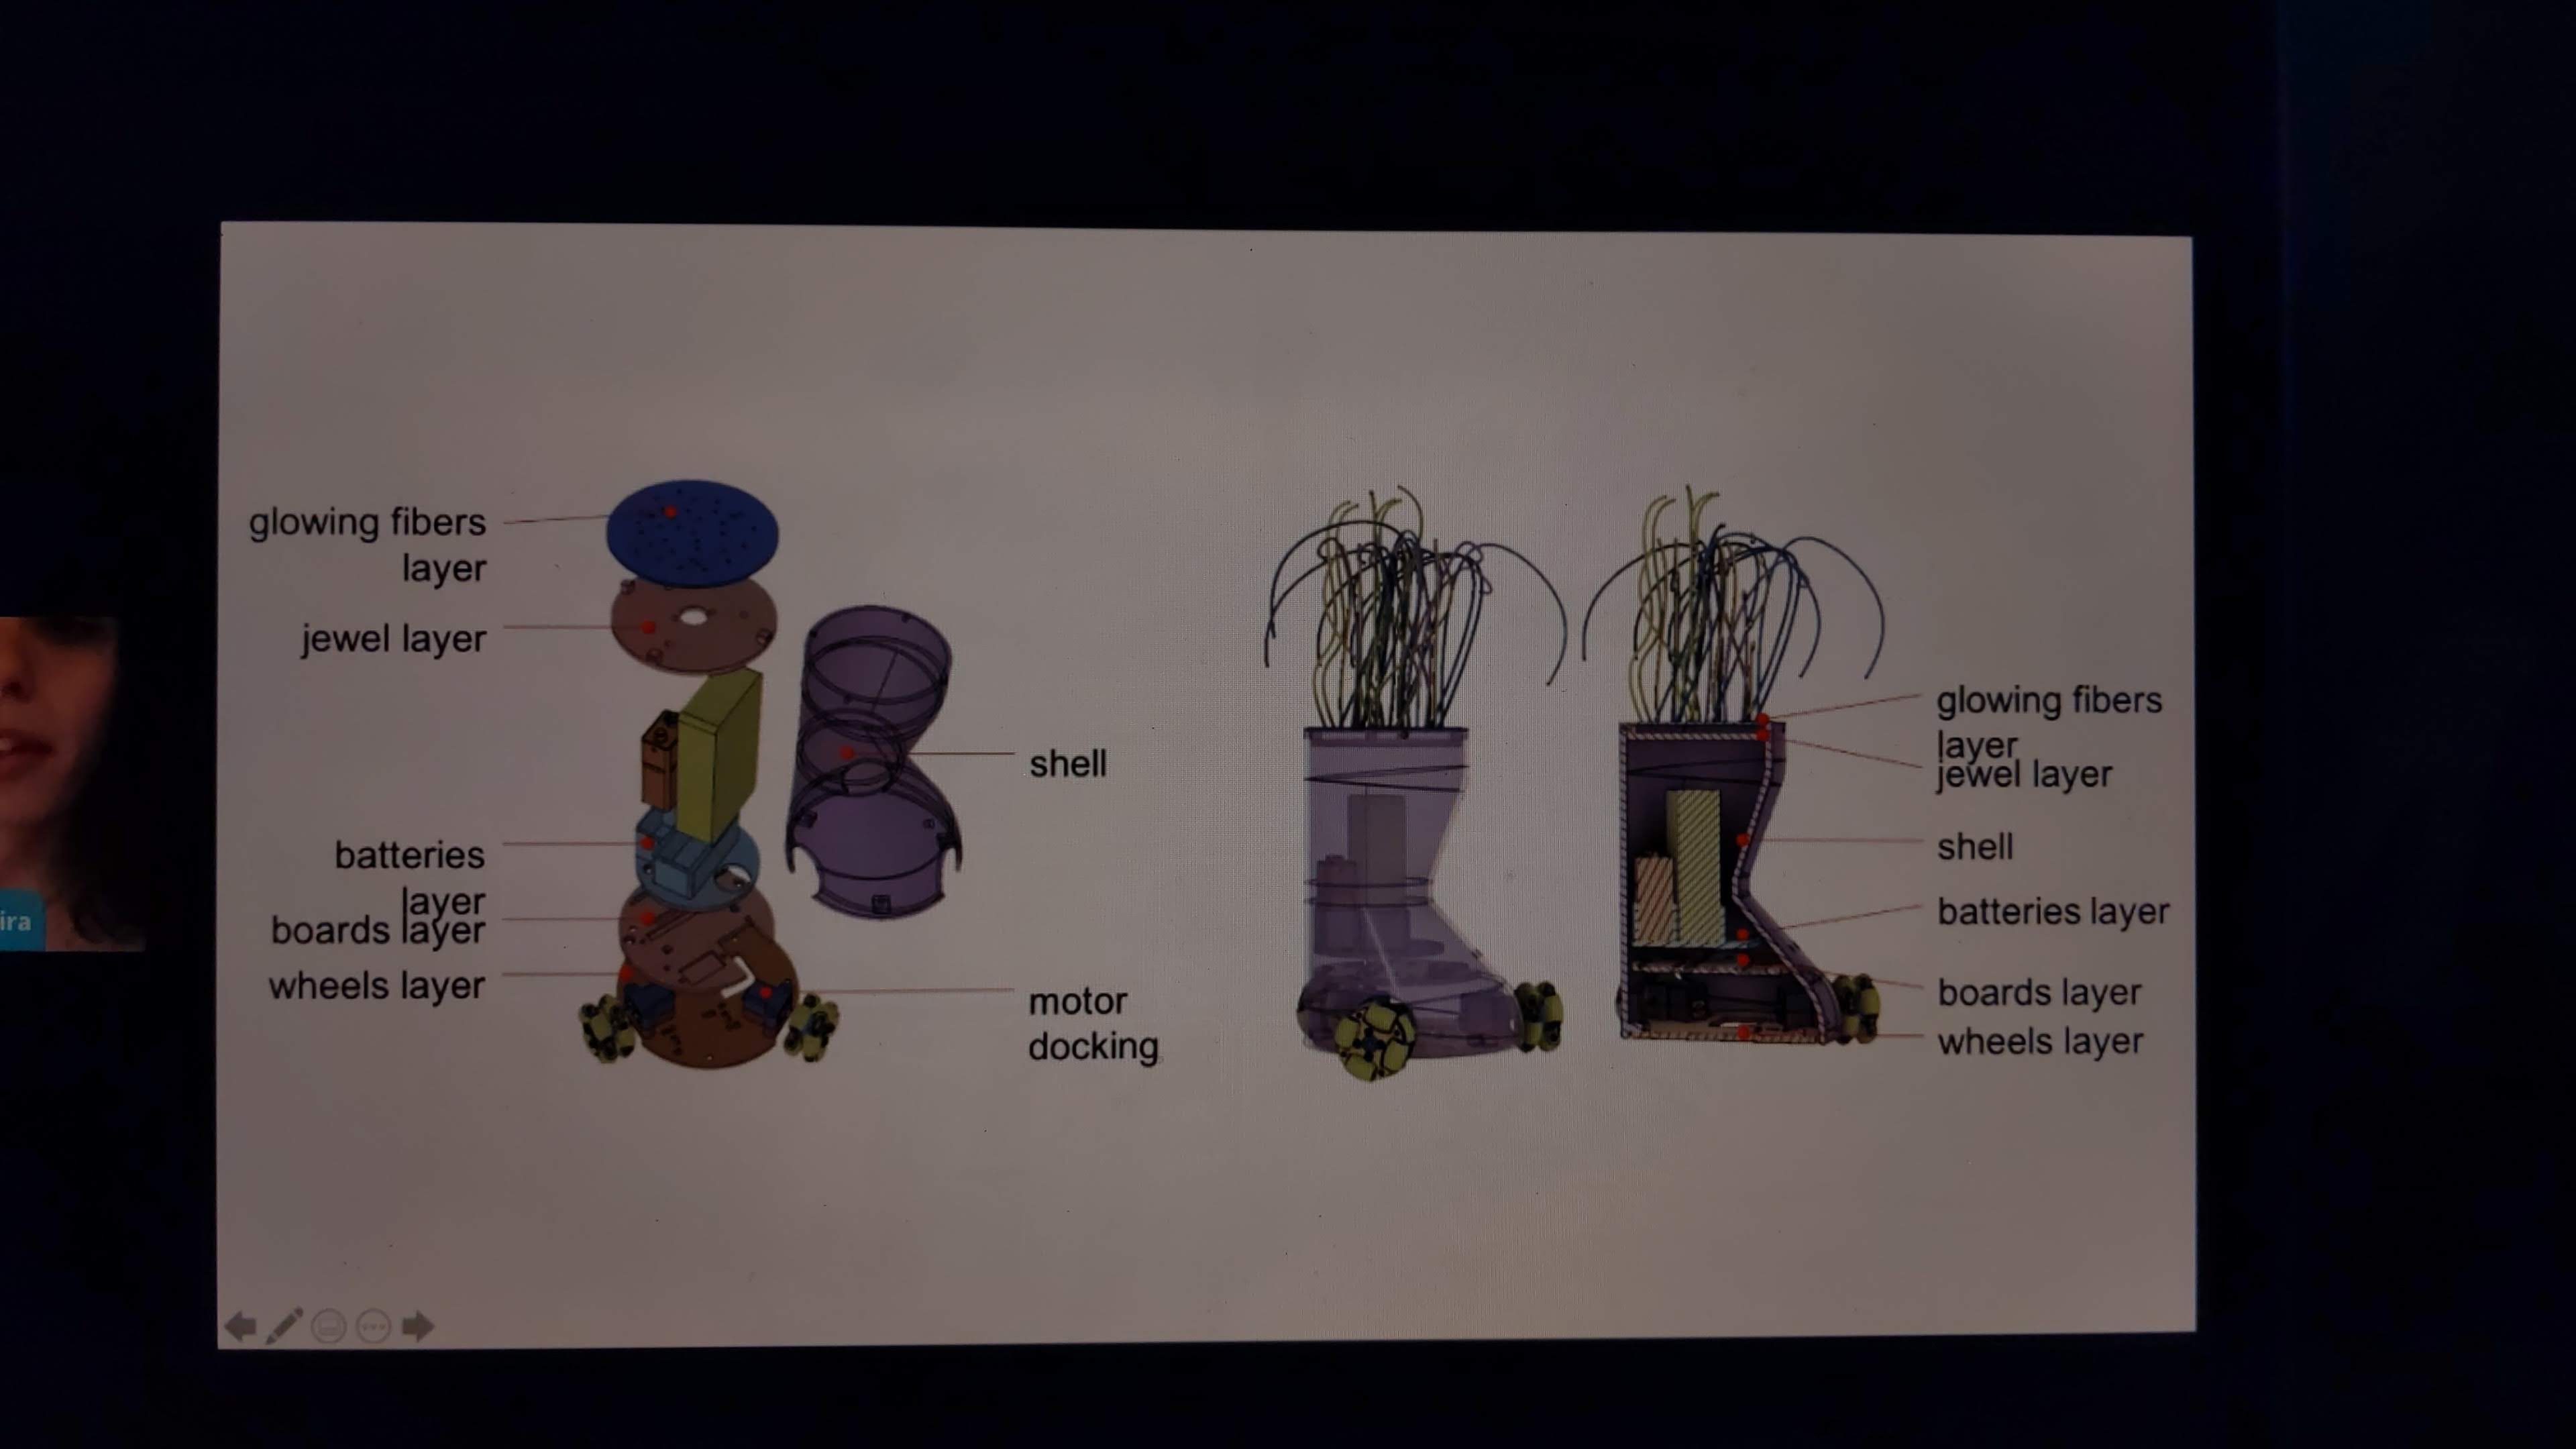 glowing fibers
layer
jewel layer
batteries
layer
boards layer
wheels layer
shell
motor
docking
glowing fibers
layer
jewel layer
shell
batteries layer
boards layer
wheels layer
ira